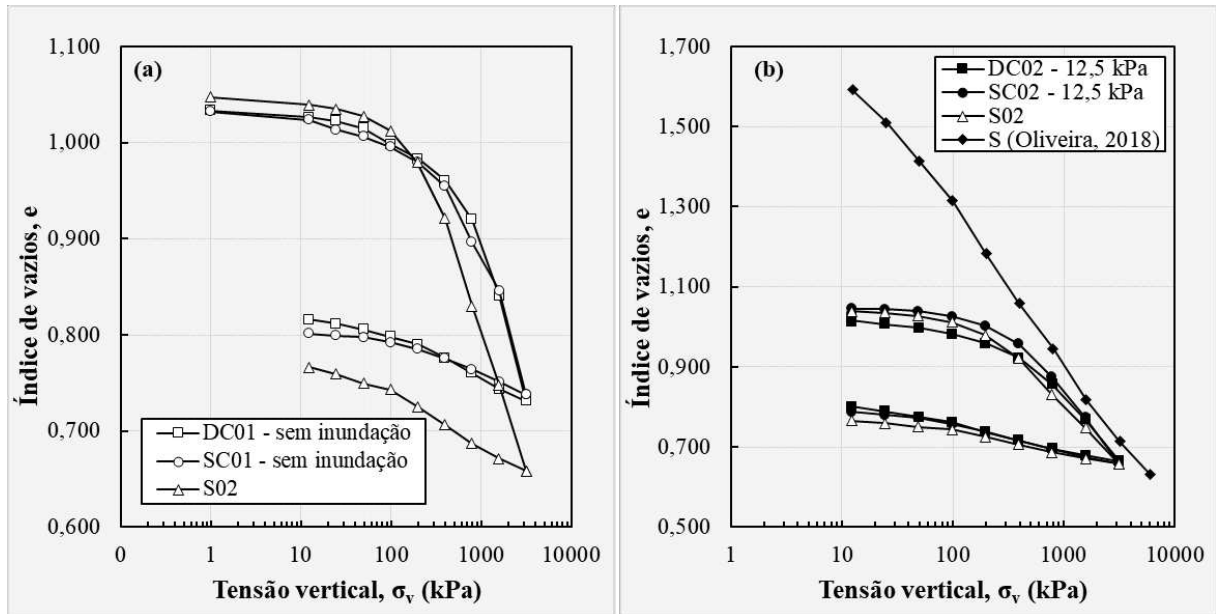 1,100
1,000
0,900
0,800
0,700
0,600
(a)
Índice de vazios, e
DC01 - sem inundação
SC01 - sem inundação
S02
0
1
10
100
1000
10000
Tensão vertical, σv (kPa)
1,700
1,500
1,300
1,100
0,900
0,700
0,500
(b)
Índice de vazios, e
DC02 - 12,5 kPa
SC02 - 12,5 kPa
S02
S (Oliveira, 2018)
1
10
100
1000
10000
Tensão vertical, σv (kPa)